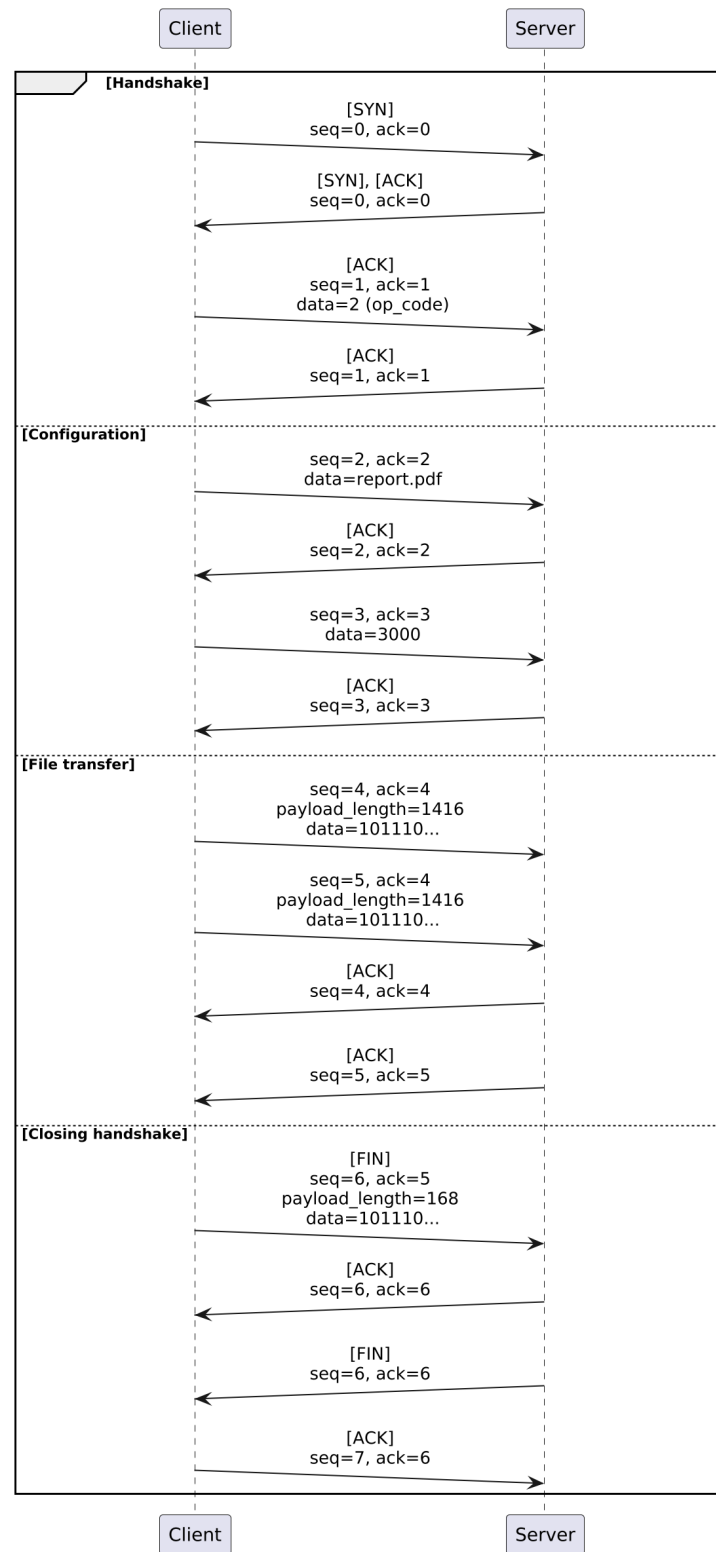 Client
Server
[Handshake]
[SYN]
seq=0, ack=0
[SYN], [ACK]
seq=0, ack=0
[ACK]
seq=1, ack=1
data=2 (op_code)
[ACK]
seq=1, ack=1
[Configuration]
seq=2, ack=2
data=report.pdf
[ACK]
seq=2, ack=2
seq=3, ack=3
data=3000
[ACK]
seq=3, ack=3
[File transfer]
seq=4, ack=4
payload_length=1416
data=101110...
seq=5, ack=4
payload_length=1416
data=101110...
[ACK]
seq=4, ack=4
[ACK]
seq=5, ack=5
[Closing handshake]
[FIN]
seq=6, ack=5
payload_length=168
data=101110...
[ACK]
seq=6, ack=6
[FIN]
seq=6, ack=6
[ACK]
seq=7, ack=6
Client
Server